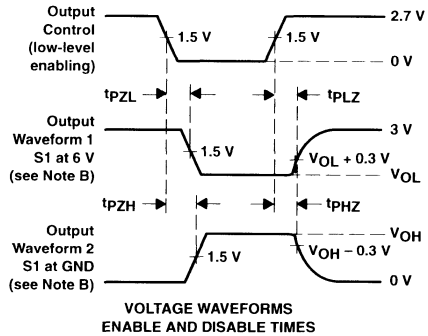 Output
Control
(low-level
enabling)
1.5 V
1.5 V
2.7 V
0 V
tPZL
tPLZ
Output
Waveform 1
S1 at 6 V
(see Note B)
1.5 V
3 V
VOL + 0.3 V
VOL
tPZH
tPHZ
Output
Waveform 2
S1 at GND
(see Note B)
1.5 V
VOH
VOH − 0.3 V
0 V
VOLTAGE WAVEFORMS
ENABLE AND DISABLE TIMES